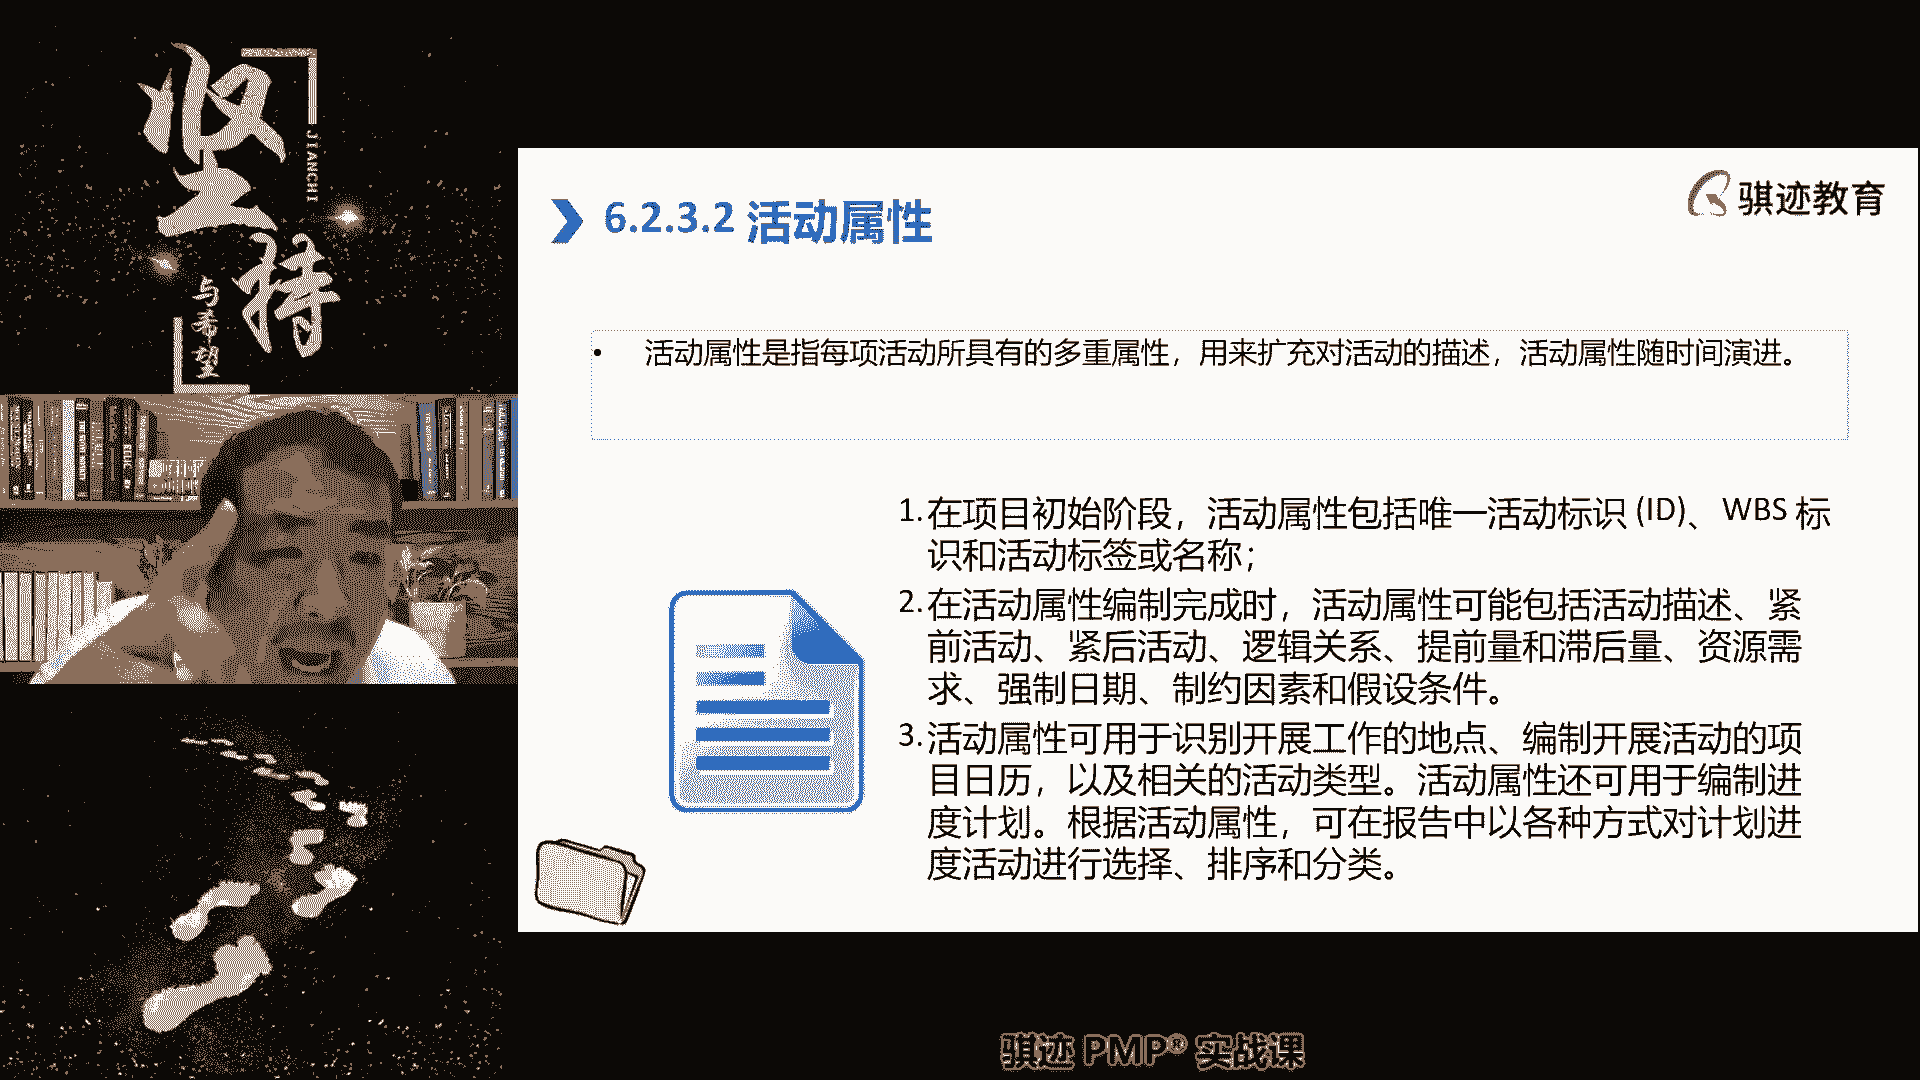 坚持
JIANCHI
与希望
骐迹教育
6.2.3.2 活动属性
• 活动属性是指每项活动所具有的多重属性，用来扩充对活动的描述，活动属性随时间演进。
1.在项目初始阶段，活动属性包括唯一活动标识 (ID)、WBS 标
识和活动标签或名称；
2.在活动属性编制完成时，活动属性可能包括活动描述、紧
前活动、紧后活动、逻辑关系、提前量和滞后量、资源需
求、强制日期、制约因素和假设条件。
3.活动属性可用于识别开展工作的地点、编制开展活动的项
目日历，以及相关的活动类型。活动属性还可用于编制进
度计划。根据活动属性，可在报告中以各种方式对计划进
度活动进行选择、排序和分类。
骐迹 PMP® 实战课